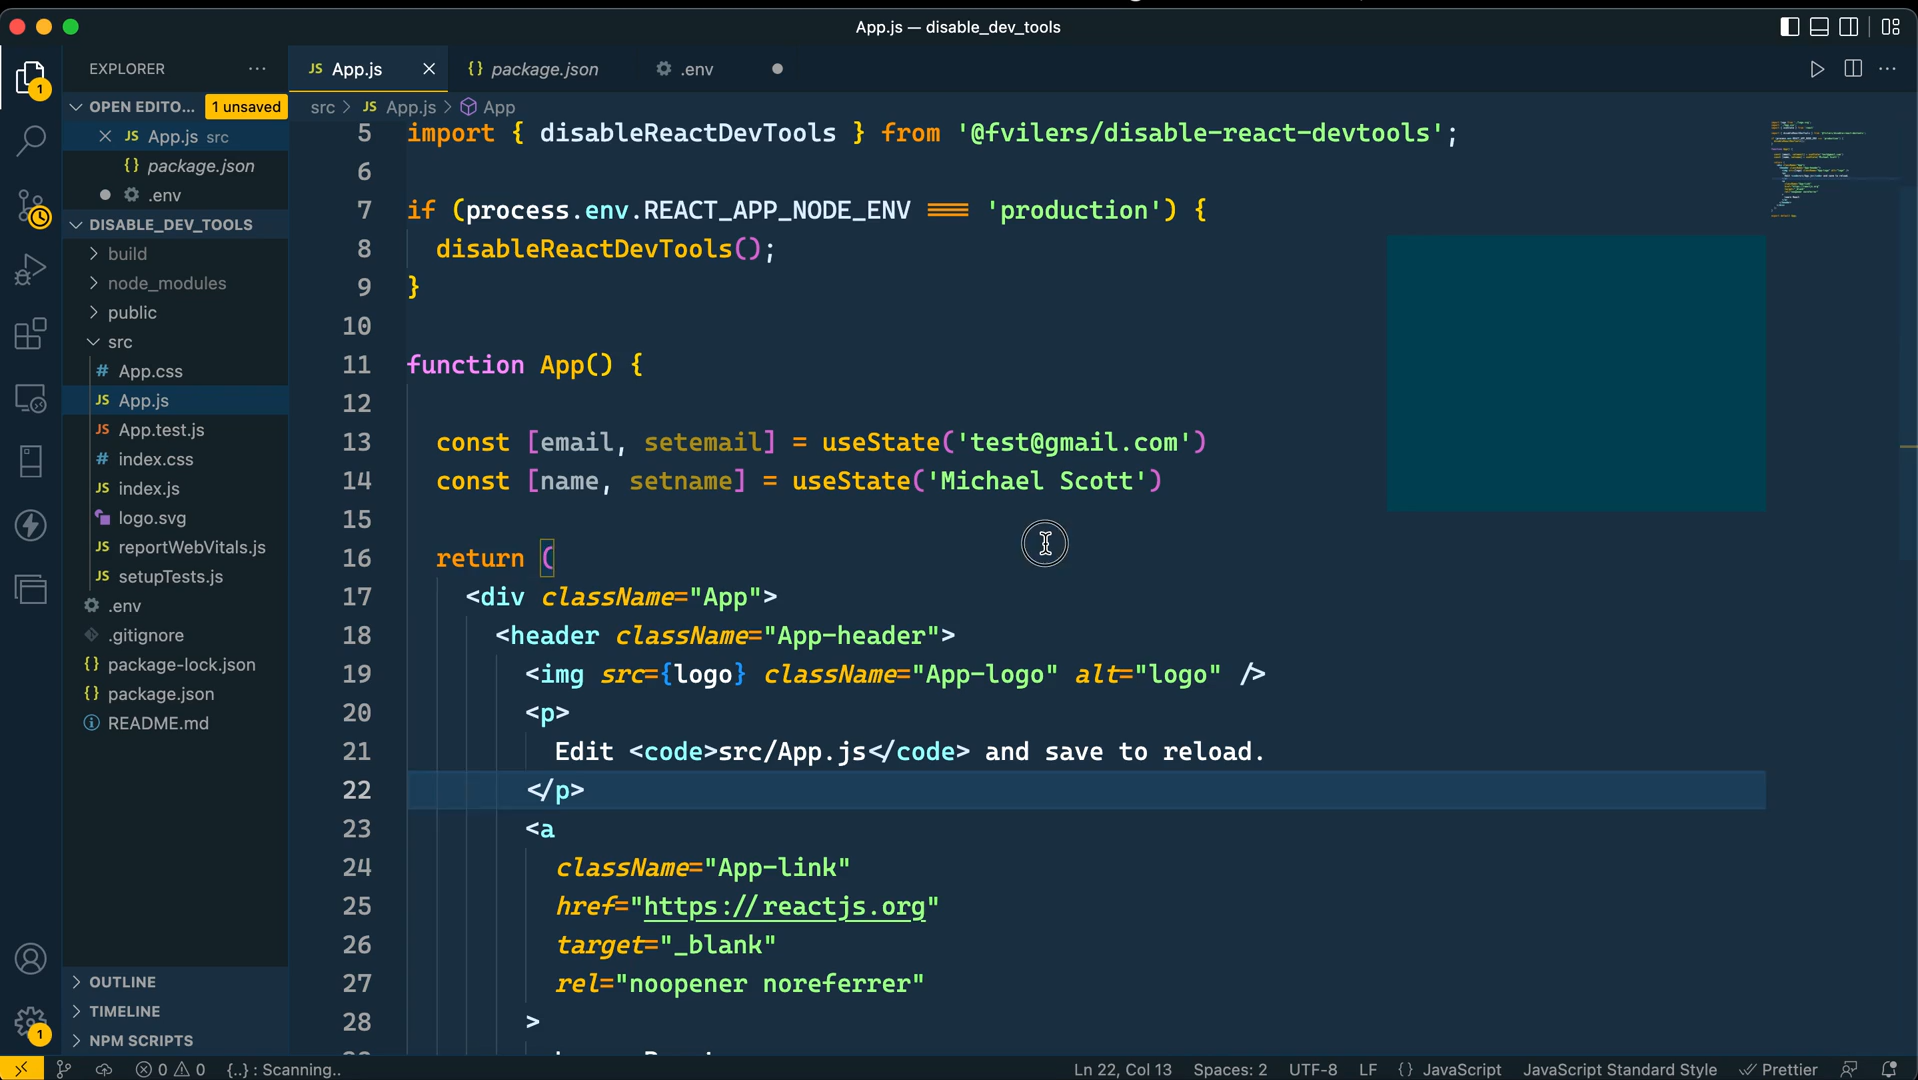 App.js — disable_dev_tools
EXPLORER
OPEN EDITO... 1 unsaved
App.js src
package.json
.env
DISABLE_DEV_TOOLS
build
node_modules
public
src
App.css
App.js
App.test.js
index.css
index.js
logo.svg
reportWebVitals.js
setupTests.js
.env
.gitignore
package-lock.json
package.json
README.md
OUTLINE
TIMELINE
NPM SCRIPTS
App.js package.json .env
src > JS App.js > App
5 import { disableReactDevTools } from '@fvilers/disable-react-devtools';
6
7 if (process.env.REACT_APP_NODE_ENV === 'production') {
8 disableReactDevTools();
9 }
10
11 function App() {
12
13 const [email, setemail] = useState('test@gmail.com')
14 const [name, setname] = useState('Michael Scott')
15
16 return (
17 <div className="App">
18 <header className="App-header">
19 <img src={logo} className="App-logo" alt="logo" />
20 <p>
21 Edit <code>src/App.js</code> and save to reload.
22 </p>
23 <a
24 className="App-link"
25 href="https://reactjs.org"
26 target="_blank"
27 rel="noopener noreferrer"
28 >
0 0 {..} : Scanning.. Ln 22, Col 13 Spaces: 2 UTF-8 LF {} JavaScript JavaScript Standard Style Prettier